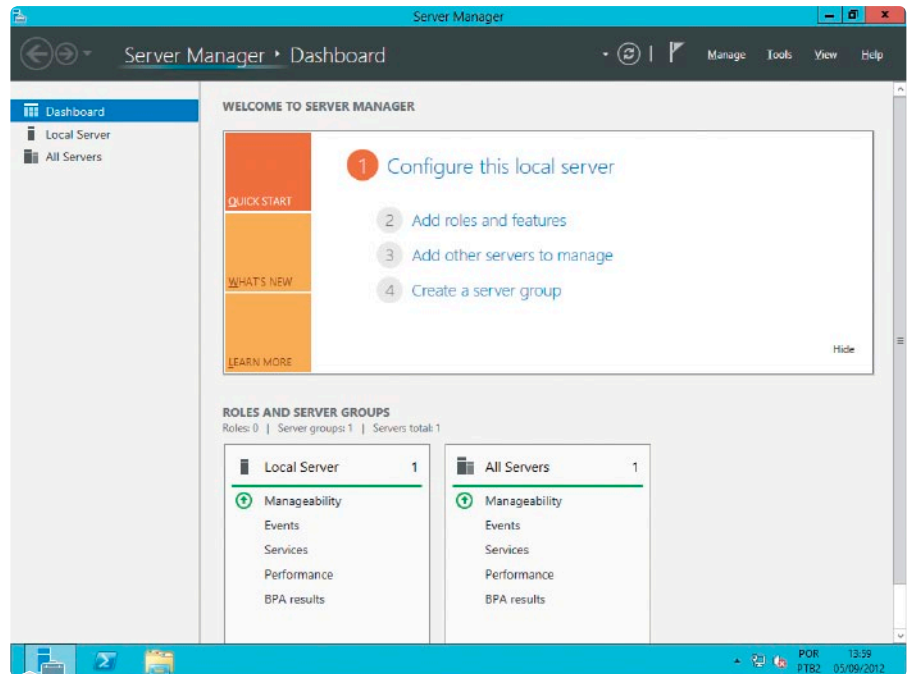 Server Manager
Server Manager • Dashboard
Manage Tools View Help
Dashboard
Local Server
All Servers
WELCOME TO SERVER MANAGER
QUICK START
WHAT'S NEW
LEARN MORE
1 Configure this local server
2 Add roles and features
3 Add other servers to manage
4 Create a server group
Hide
ROLES AND SERVER GROUPS
Roles: 0 | Server groups: 1 | Servers total: 1
Local Server 1
Manageability
Events
Services
Performance
BPA results
All Servers 1
Manageability
Events
Services
Performance
BPA results
POR 13:59
PTB2 05/09/2012